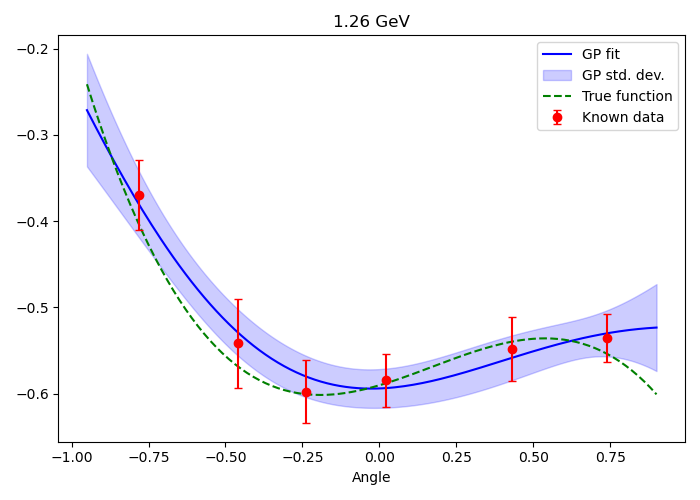 1.26 GeV
−0.2
−0.3
−0.4
−0.5
−0.6
GP fit
GP std. dev.
True function
Known data
−1.00 −0.75 −0.50 −0.25 0.00 0.25 0.50 0.75
Angle